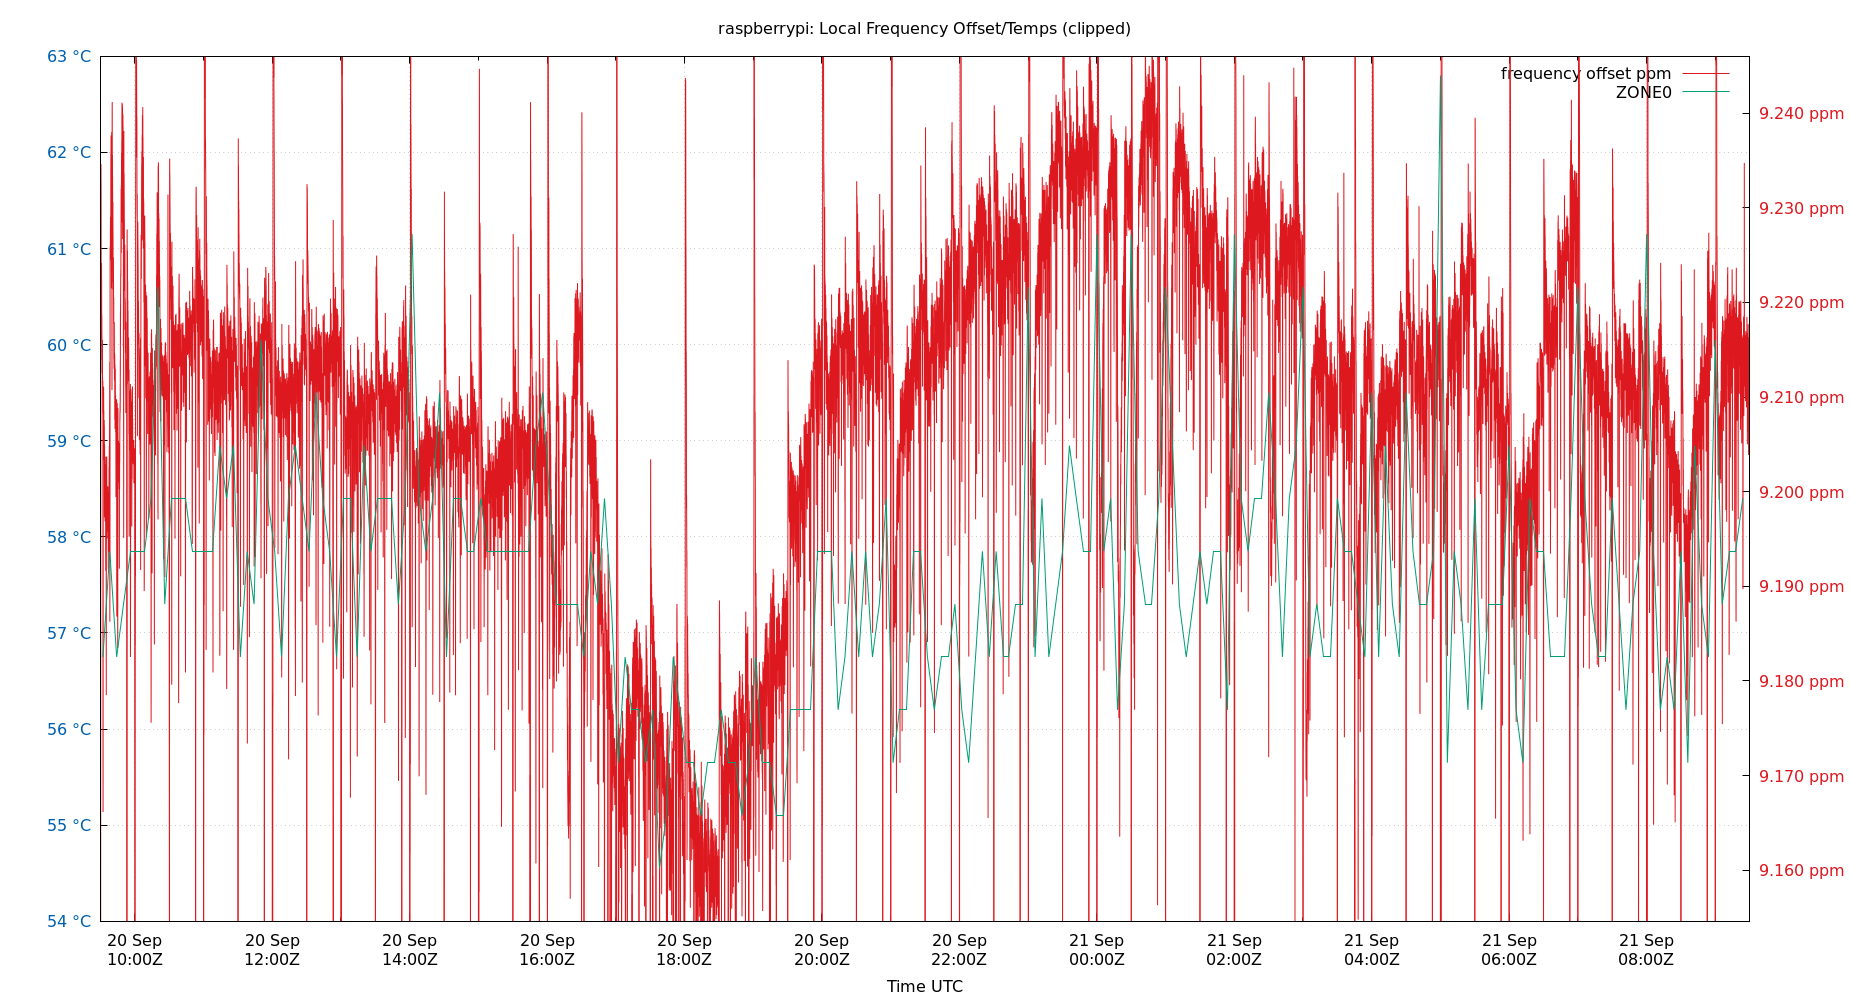 raspberrypi: Local Frequency Offset/Temps (clipped)
frequency offset ppm
ZONE0
63 °C
62 °C
61 °C
60 °C
59 °C
58 °C
57 °C
56 °C
55 °C
54 °C
9.240 ppm
9.230 ppm
9.220 ppm
9.210 ppm
9.200 ppm
9.190 ppm
9.180 ppm
9.170 ppm
9.160 ppm
20 Sep 20 Sep 20 Sep 20 Sep 20 Sep 20 Sep 20 Sep 21 Sep 21 Sep 21 Sep 21 Sep 21 Sep
10:00Z 12:00Z 14:00Z 16:00Z 18:00Z 20:00Z 22:00Z 00:00Z 02:00Z 04:00Z 06:00Z 08:00Z
Time UTC